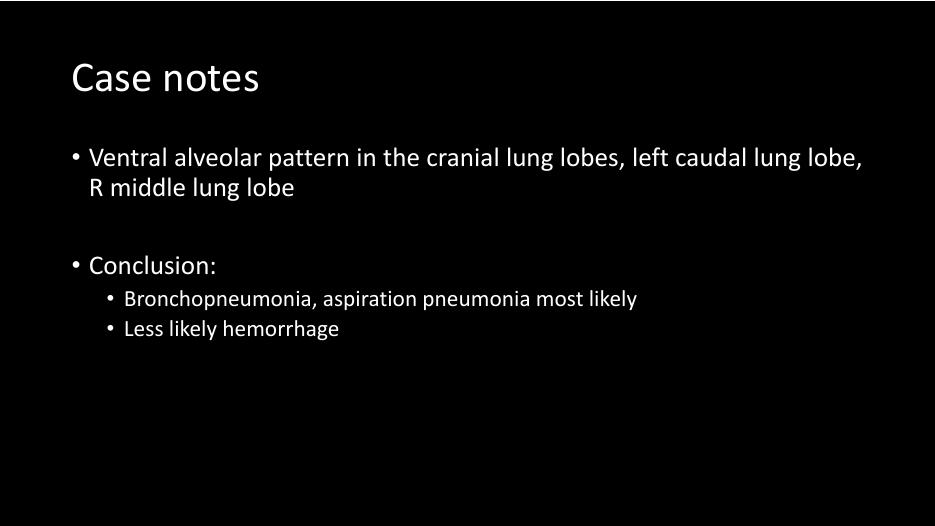 Case notes
• Ventral alveolar pattern in the cranial lung lobes, left caudal lung lobe,
R middle lung lobe
• Conclusion:
• Bronchopneumonia, aspiration pneumonia most likely
• Less likely hemorrhage